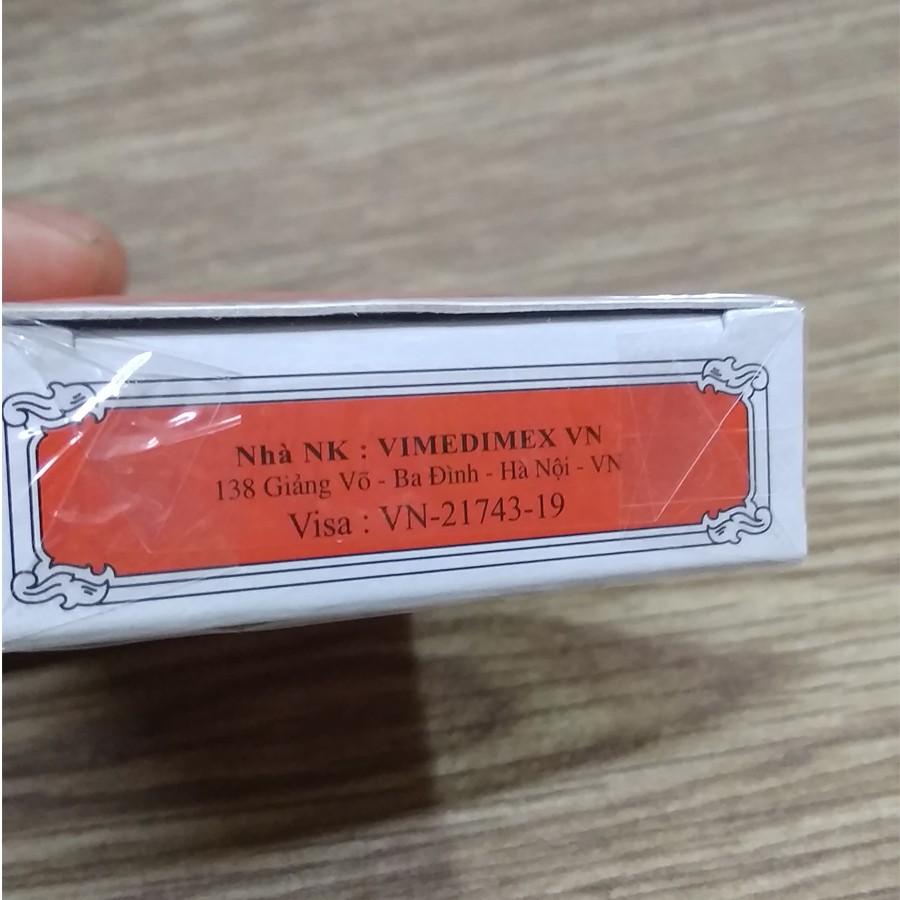 Nhà NK : VIMEDIMEX VN
138 Giảng Võ - Ba Đình - Hà Nội - VN
Visa : VN-21743-19